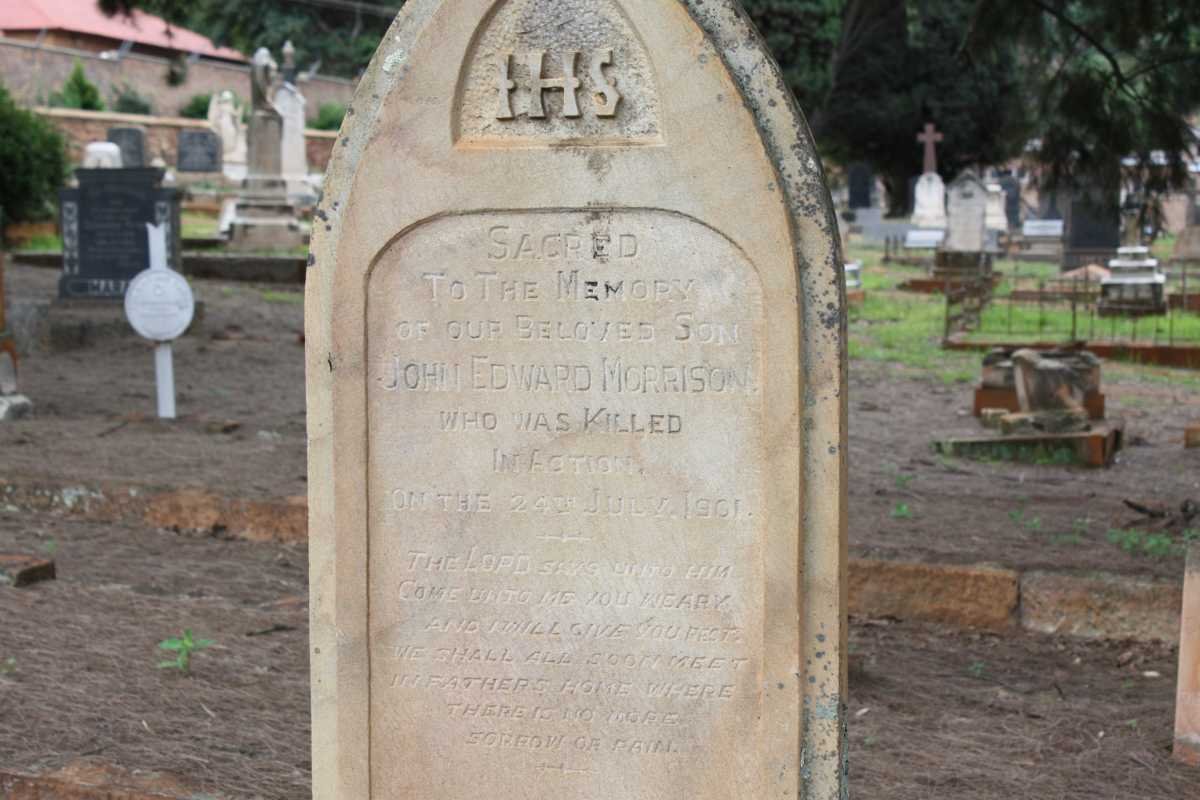 IHS
SACRED
TO THE MEMORY
OF OUR BELOVED SON
JOHN EDWARD MORRISON.
WHO WAS KILLED
IN ACTION.
ON THE 24TH JULY. 1901.
THE LORD SAYS UNTO HIM
COME UNTO ME YOU WEARY
AND I WILL GIVE YOU REST.
WE SHALL ALL SOON MEET
IN FATHERS HOME WHERE
THERE IS NO MORE
SORROW OR PAIN.